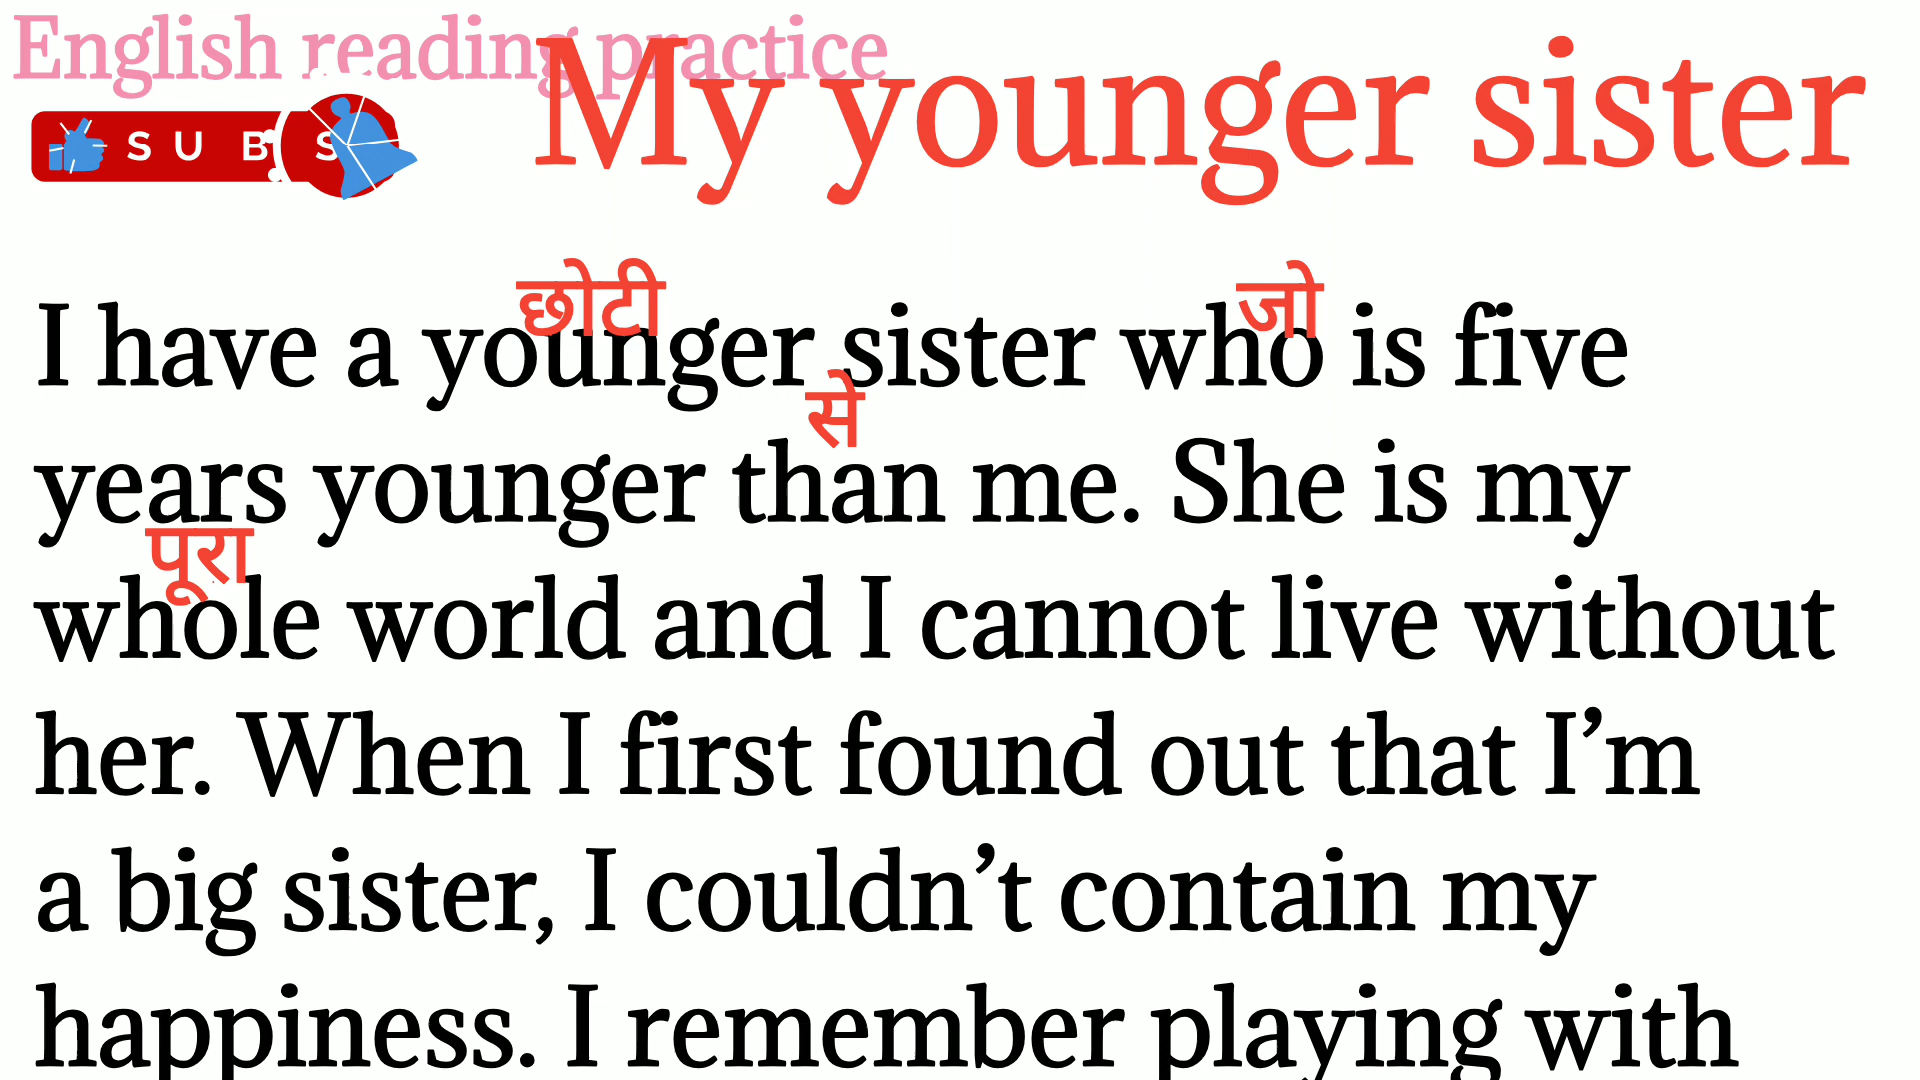 English reading practice
My younger sister
SUB S
छोटी जो
I have a younger sister who is five
से
years younger than me. She is my
पूरा
whole world and I cannot live without
her. When I first found out that I’m
a big sister, I couldn’t contain my
happiness. I remember playing with